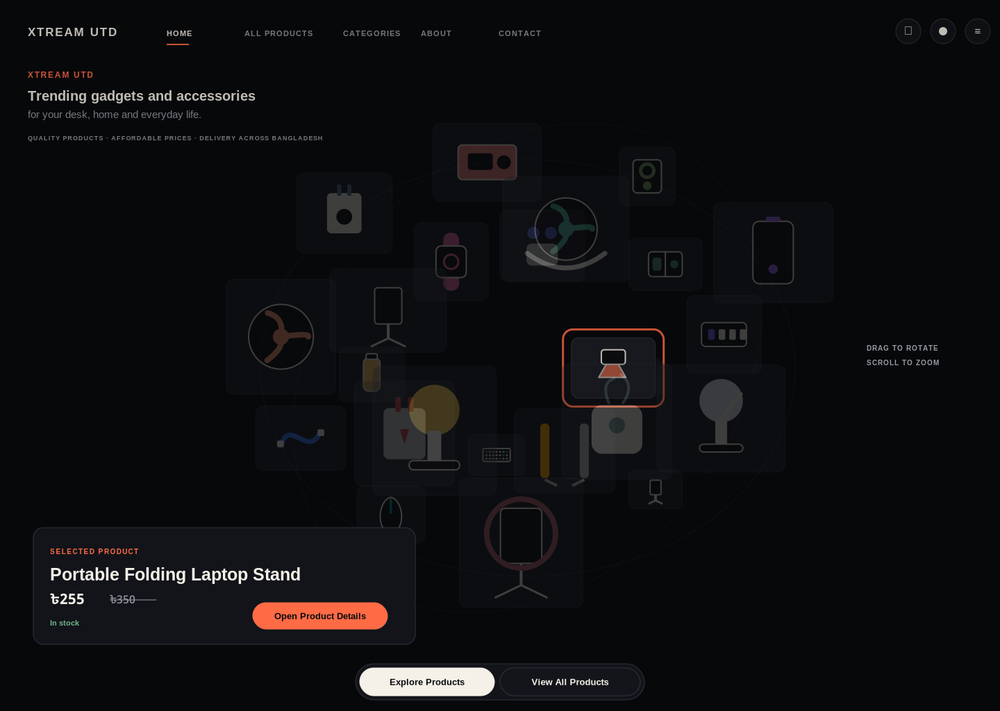 XTREAM UTD
HOME
ALL PRODUCTS
CATEGORIES
ABOUT
CONTACT
XTREAM UTD
Trending gadgets and accessories
for your desk, home and everyday life.
QUALITY PRODUCTS · AFFORDABLE PRICES · DELIVERY ACROSS BANGLADESH
DRAG TO ROTATE
SCROLL TO ZOOM
SELECTED PRODUCT
Portable Folding Laptop Stand
৳255
৳350
In stock
Open Product Details
Explore Products
View All Products